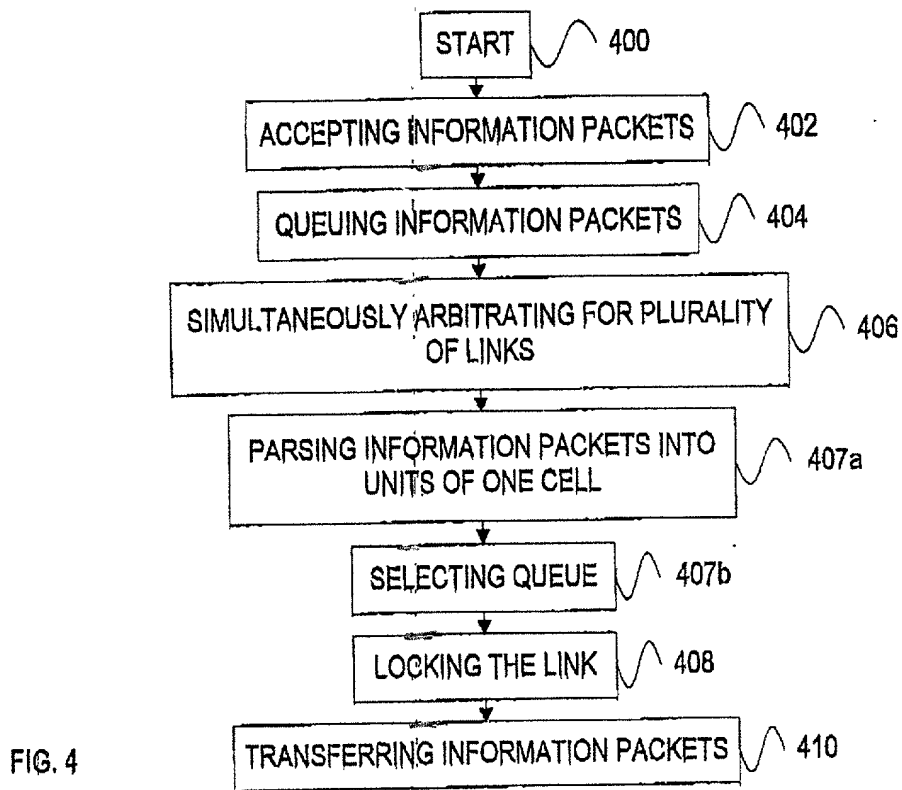 START 400
ACCEPTING INFORMATION PACKETS 402
QUEUING INFORMATION PACKETS 404
SIMULTANEOUSLY ARBITRATING FOR PLURALITY
OF LINKS 406
PARSING INFORMATION PACKETS INTO
UNITS OF ONE CELL 407a
SELECTING QUEUE 407b
LOCKING THE LINK 408
TRANSFERRING INFORMATION PACKETS 410
FIG. 4